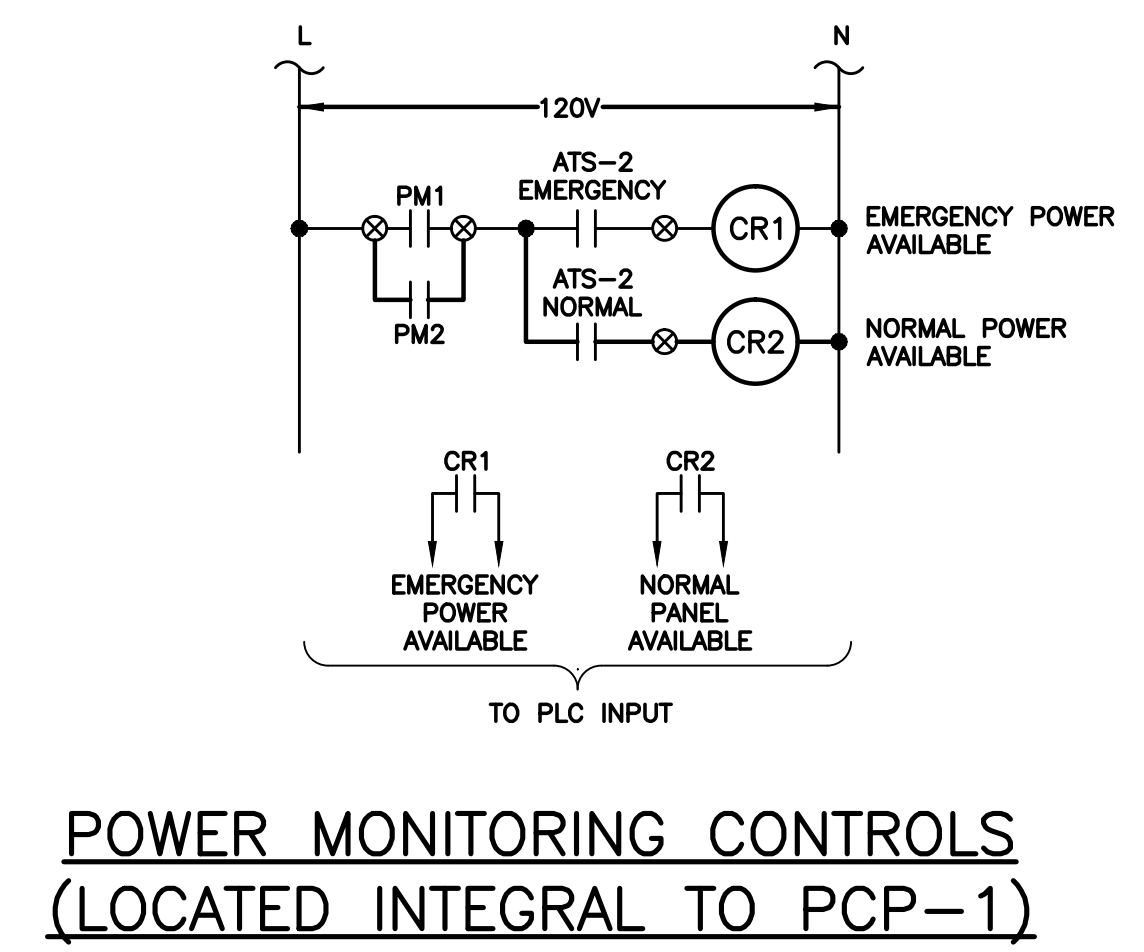 L
N
120V
ATS-2
EMERGENCY
PM1
CR1
EMERGENCY POWER
AVAILABLE
ATS-2
NORMAL
PM2
CR2
NORMAL POWER
AVAILABLE
CR1
CR2
EMERGENCY
POWER
AVAILABLE
NORMAL
PANEL
AVAILABLE
TO PLC INPUT
POWER MONITORING CONTROLS
(LOCATED INTEGRAL TO PCP-1)